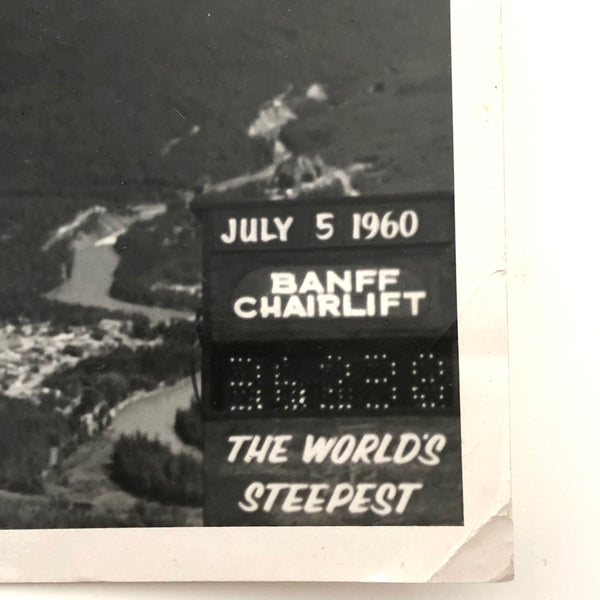 JULY 5 1960
BANFF
CHAIRLIFT
THE WORLD'S
STEEPEST